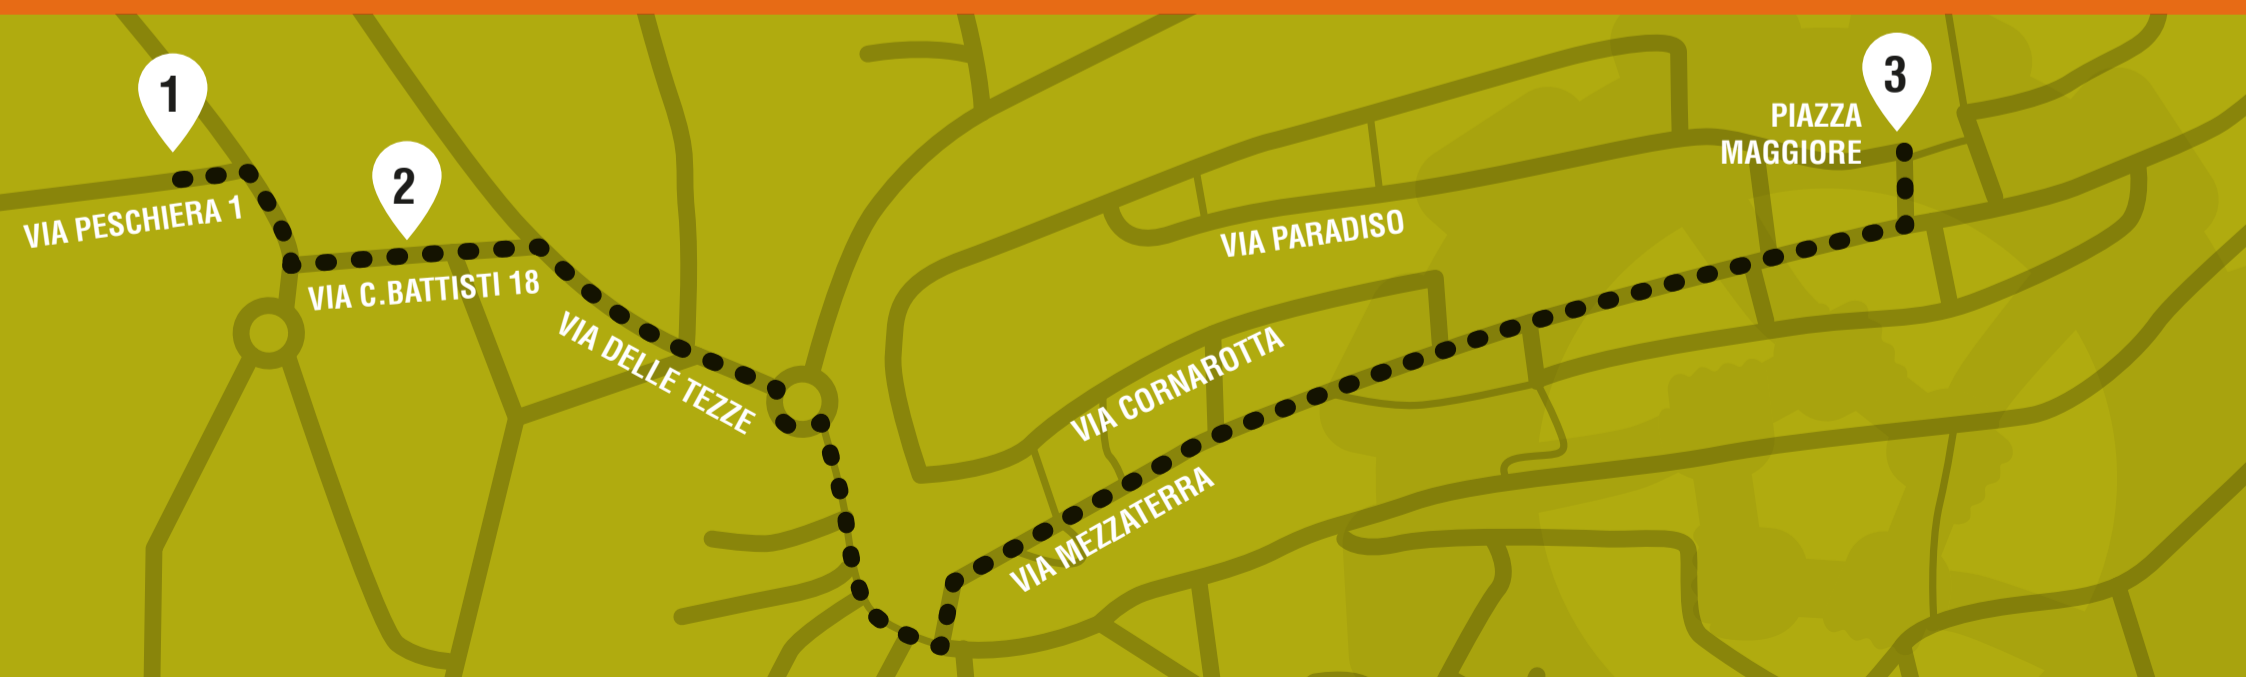 1
VIA PESCHIERA 1
2
VIA C.BATTISTI 18
VIA DELLE TEZZE
VIA PARADISO
VIA CORNAROTTA
VIA MEZZATERRA
3
PIAZZA
MAGGIORE